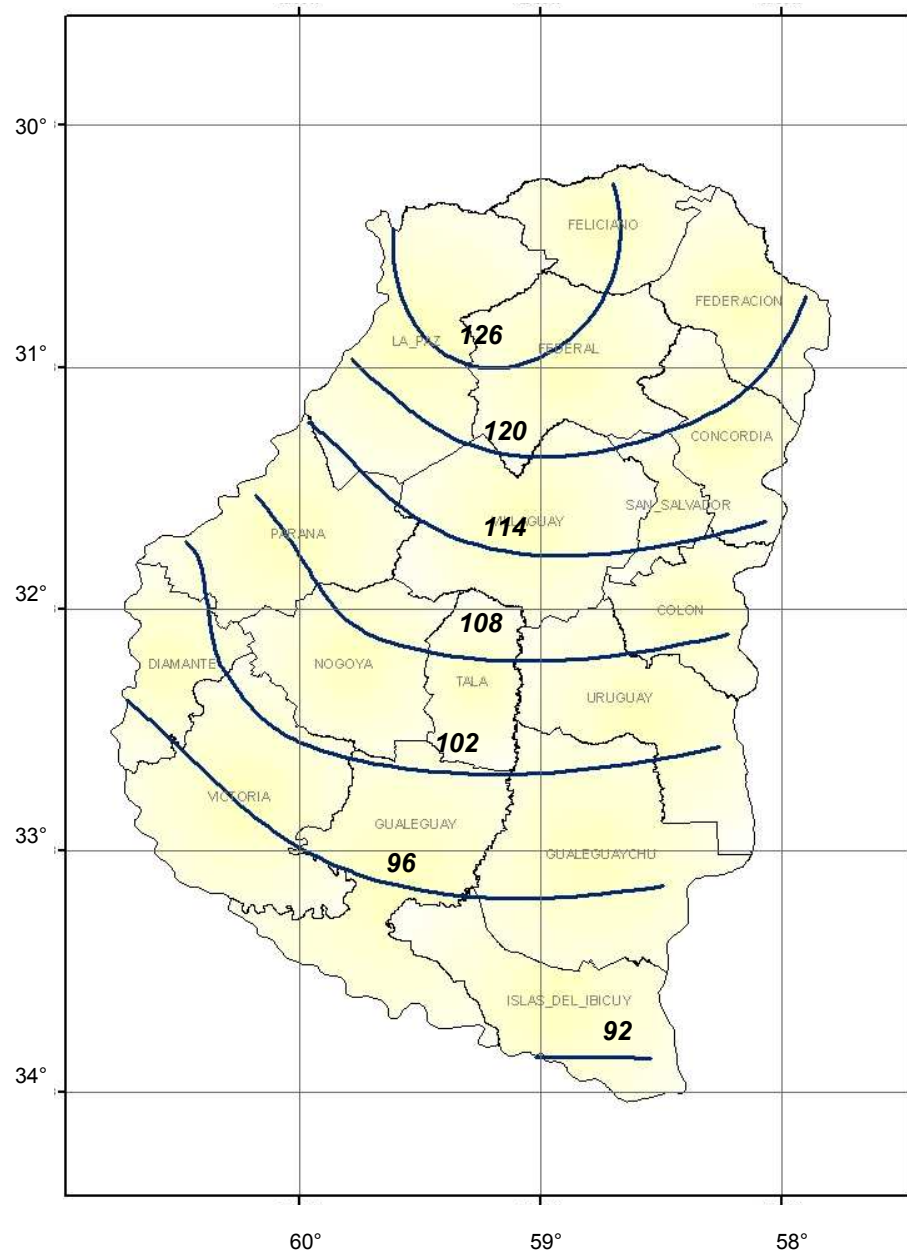 30°
FELICIANO
FEDERACION
126
LA_PAZ
FEDERAL
31°
120
CONCORDIA
SAN_SALVADOR
114
VILLAGUAY
PARANA
32°
COLON
108
DIAMANTE
NOGOYA
TALA
URUGUAY
102
VICTORIA
GUALEGUAY
33°
96
GUALEGUAYCHU
ISLAS_DEL_IBICUY
92
34°
60° 59° 58°